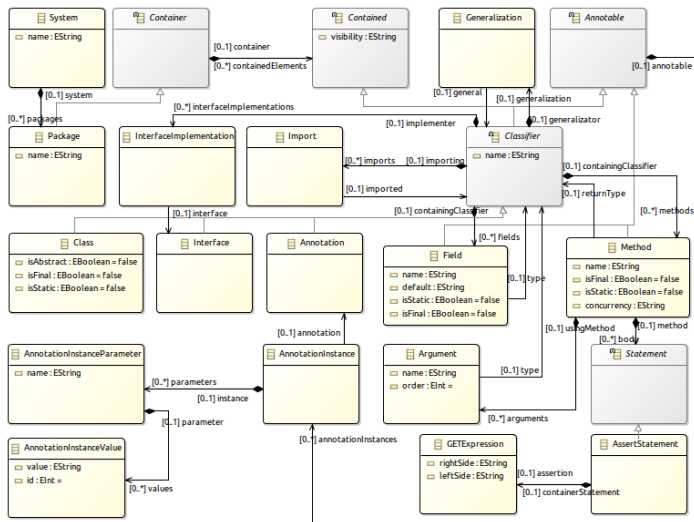 System
name : EString
Container
Contained
visibility : EString
Generalization
Annotable
[0..1] container
[0..*] containedElements
[0..1] annotable
[0..1] system
[0..*] packages
[0..*] interfaceImplementations
[0..1] implementer
[0..1] general
[0..1] generalization
[0..1] generalizator
Package
name : EString
InterfaceImplementation
Import
Classifier
name : EString
[0..*] imports
[0..1] importing
[0..1] imported
[0..1] containingClassifier
[0..1] returnType
[0..*] methods
[0..1] interface
[0..1] containingClassifier
[0..*] fields
Class
isAbstract : EBoolean = false
isFinal : EBoolean = false
isStatic : EBoolean = false
Interface
Annotation
Field
name : EString
default : EString
isStatic : EBoolean = false
isFinal : EBoolean = false
[0..1] type
Method
name : EString
isFinal : EBoolean = false
isStatic : EBoolean = false
concurrency : EString
[0..1] annotation
[0..1] usingMethod
[0..1] method
[0..*] body
AnnotationInstanceParameter
name : EString
AnnotationInstance
[0..*] parameters
[0..1] instance
Argument
name : EString
order : EInt =
[0..1] type
Statement
[0..1] parameter
[0..*] arguments
AnnotationInstanceValue
value : EString
id : EInt =
[0..*] values
[0..*] annotationInstances
GETExpression
rightSide : EString
leftSide : EString
AssertStatement
[0..1] assertion
[0..1] containerStatement